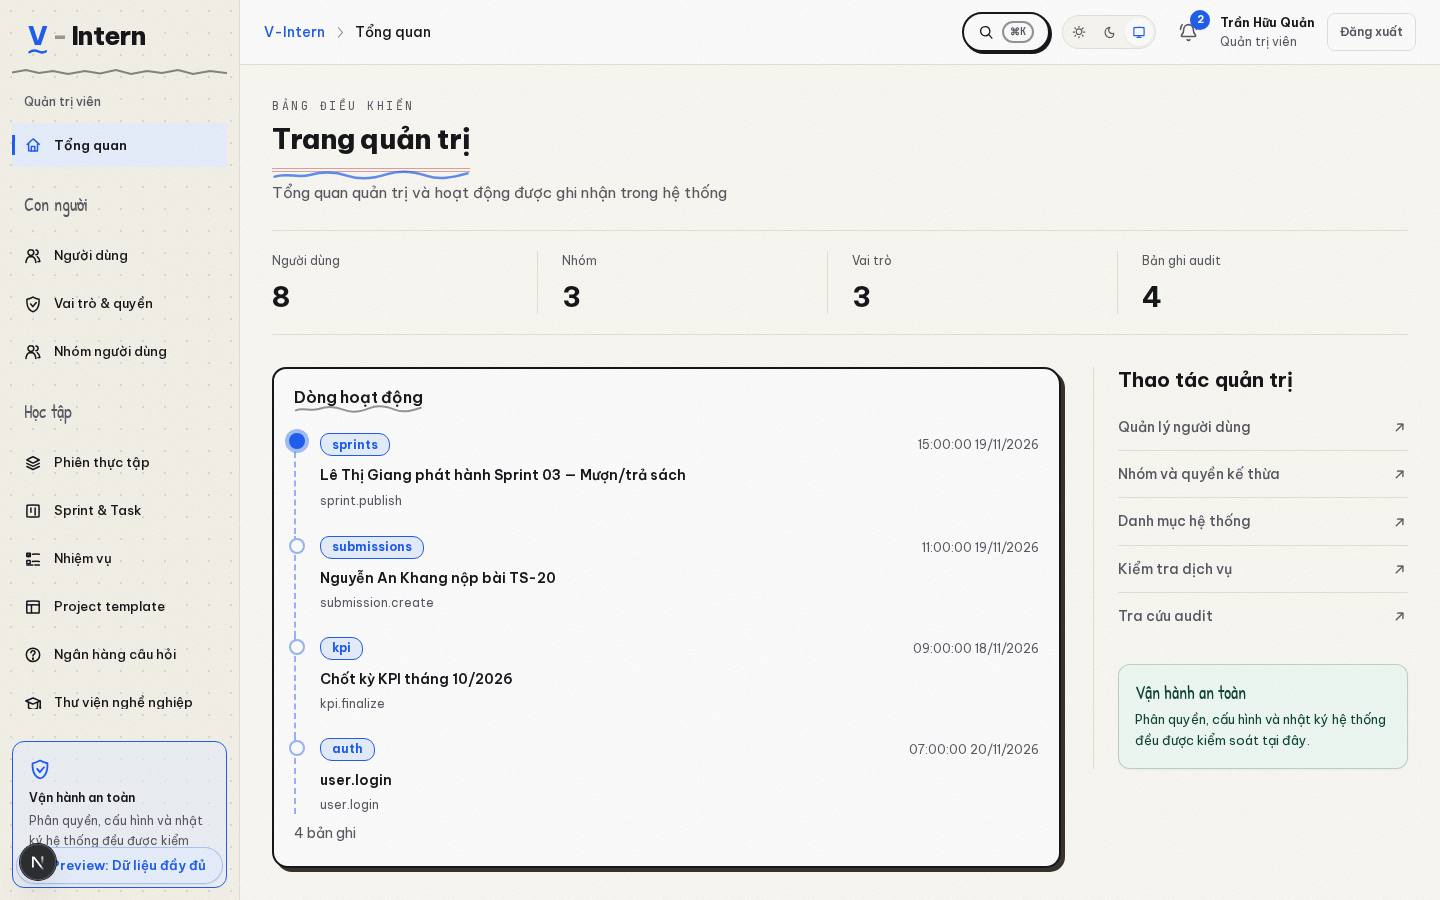 V - Intern
Quản trị viên
Tổng quan
Con người
Người dùng
Vai trò & quyền
Nhóm người dùng
Học tập
Phiên thực tập
Sprint & Task
Nhiệm vụ
Project template
Ngân hàng câu hỏi
Thư viện nghề nghiệp
Vận hành an toàn
Phân quyền, cấu hình và nhật
ký hệ thống đều được kiểm
N
Preview: Dữ liệu đầy đủ
V-Intern > Tổng quan
⌘K
2
Trần Hữu Quản
Quản trị viên
Đăng xuất
BẢNG ĐIỀU KHIỂN
Trang quản trị
Tổng quan quản trị và hoạt động được ghi nhận trong hệ thống
Người dùng
8
Nhóm
3
Vai trò
3
Bản ghi audit
4
Dòng hoạt động
sprints 15:00:00 19/11/2026
Lê Thị Giang phát hành Sprint 03 — Mượn/trả sách
sprint.publish
submissions 11:00:00 19/11/2026
Nguyễn An Khang nộp bài TS-20
submission.create
kpi 09:00:00 18/11/2026
Chốt kỳ KPI tháng 10/2026
kpi.finalize
auth 07:00:00 20/11/2026
user.login
user.login
4 bản ghi
Thao tác quản trị
Quản lý người dùng
Nhóm và quyền kế thừa
Danh mục hệ thống
Kiểm tra dịch vụ
Tra cứu audit
Vận hành an toàn
Phân quyền, cấu hình và nhật ký hệ thống
đều được kiểm soát tại đây.